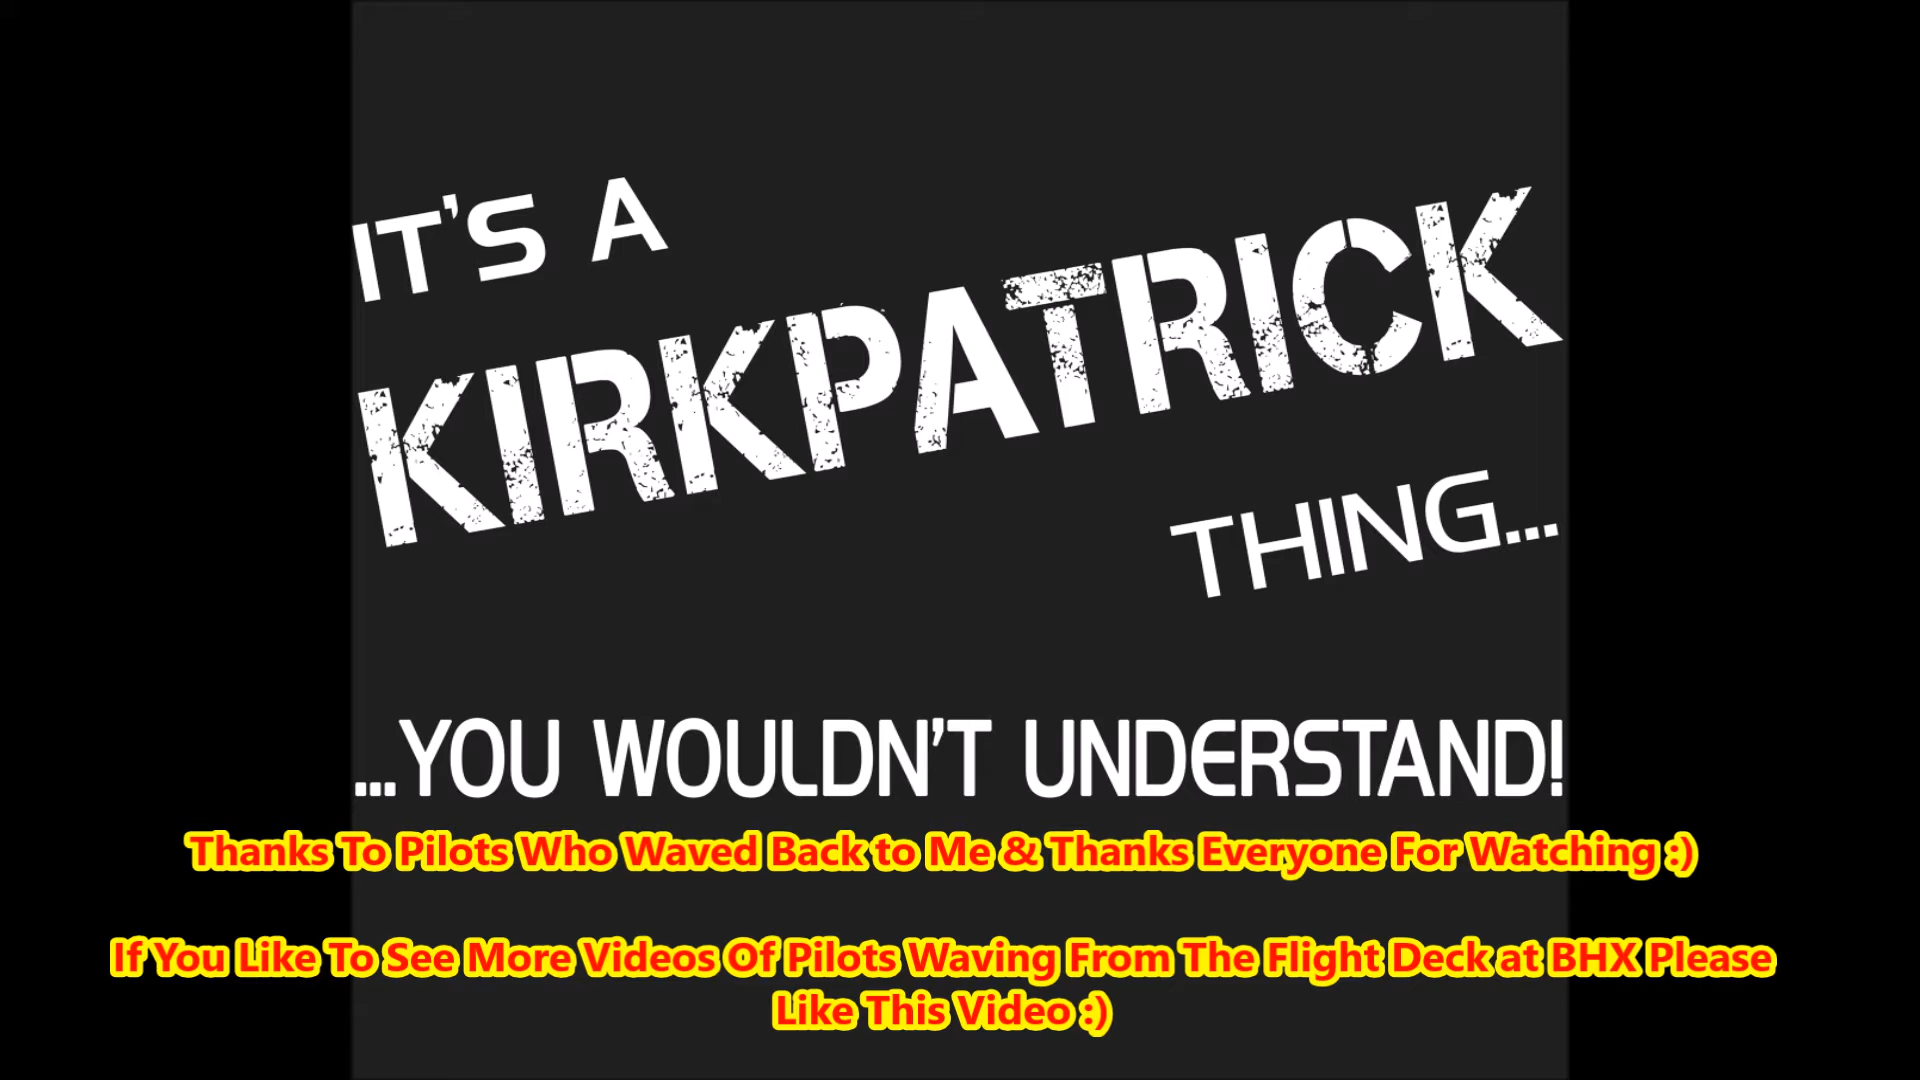 IT'S A
KIRKPATRICK
THING...
...YOU WOULDN'T UNDERSTAND!
Thanks To Pilots Who Waved Back to Me & Thanks Everyone For Watching :)
If You Like To See More Videos Of Pilots Waving From The Flight Deck at BHX Please
Like This Video :)